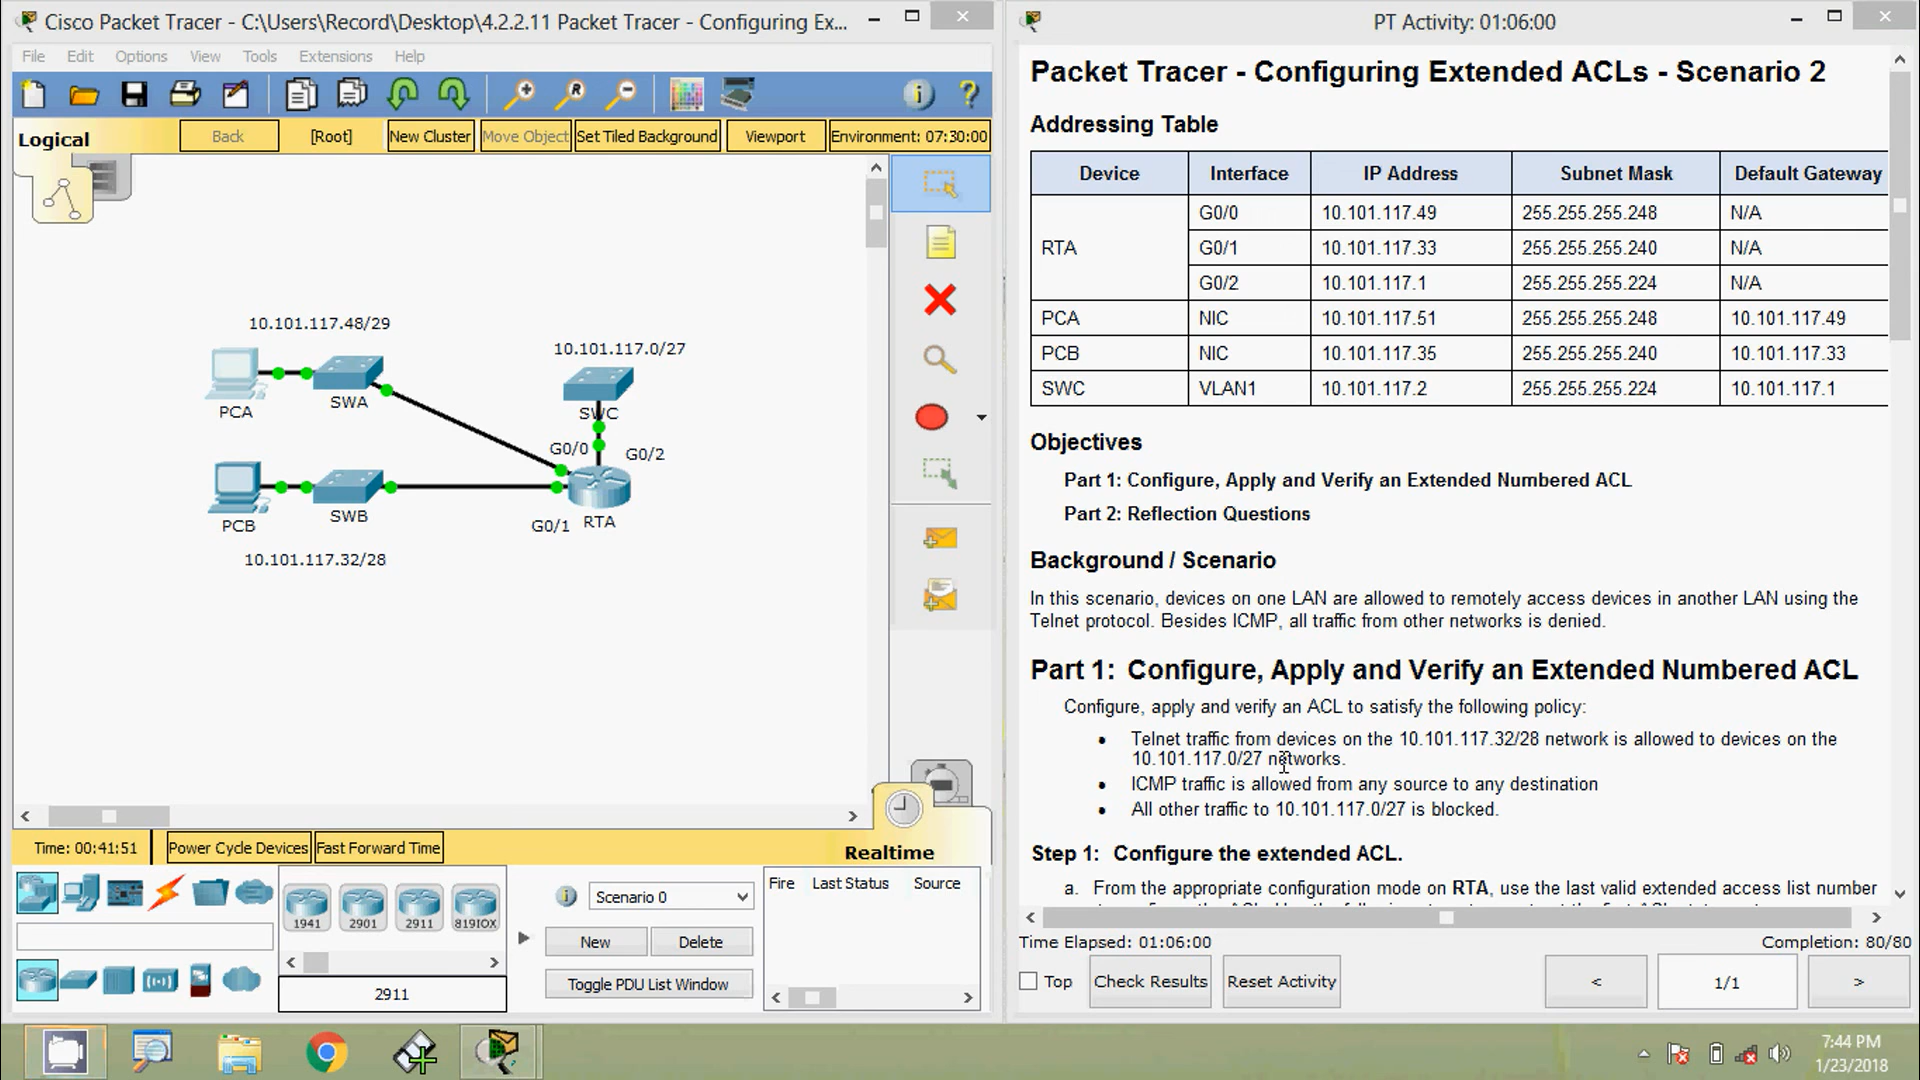 Cisco Packet Tracer - C:\Users\Record\Desktop\4.2.2.11 Packet Tracer - Configuring Ex...
File Edit Options View Tools Extensions Help
Logical
Back
[Root]
New Cluster
Move Object
Set Tiled Background
Viewport
Environment: 07:30:00
10.101.117.48/29
10.101.117.0/27
PCA
SWA
SWC
G0/0
G0/2
PCB
SWB
G0/1
RTA
10.101.117.32/28
Time: 00:41:51
Power Cycle Devices
Fast Forward Time
Realtime
1941
2901
2911
819IOX
2911
Scenario 0
New
Delete
Toggle PDU List Window
Fire
Last Status
Source
PT Activity: 01:06:00
Packet Tracer - Configuring Extended ACLs - Scenario 2
Addressing Table
Device Interface IP Address Subnet Mask Default Gateway
RTA
G0/0 10.101.117.49 255.255.255.248 N/A
G0/1 10.101.117.33 255.255.255.240 N/A
G0/2 10.101.117.1 255.255.255.224 N/A
PCA NIC 10.101.117.51 255.255.255.248 10.101.117.49
PCB NIC 10.101.117.35 255.255.255.240 10.101.117.33
SWC VLAN1 10.101.117.2 255.255.255.224 10.101.117.1
Objectives
Part 1: Configure, Apply and Verify an Extended Numbered ACL
Part 2: Reflection Questions
Background / Scenario
In this scenario, devices on one LAN are allowed to remotely access devices in another LAN using the
Telnet protocol. Besides ICMP, all traffic from other networks is denied.
Part 1: Configure, Apply and Verify an Extended Numbered ACL
Configure, apply and verify an ACL to satisfy the following policy:
• Telnet traffic from devices on the 10.101.117.32/28 network is allowed to devices on the
10.101.117.0/27 networks.
• ICMP traffic is allowed from any source to any destination
• All other traffic to 10.101.117.0/27 is blocked.
Step 1: Configure the extended ACL.
a. From the appropriate configuration mode on RTA, use the last valid extended access list number
Time Elapsed: 01:06:00
Completion: 80/80
Top
Check Results
Reset Activity
<
1/1
>
7:44 PM
1/23/2018